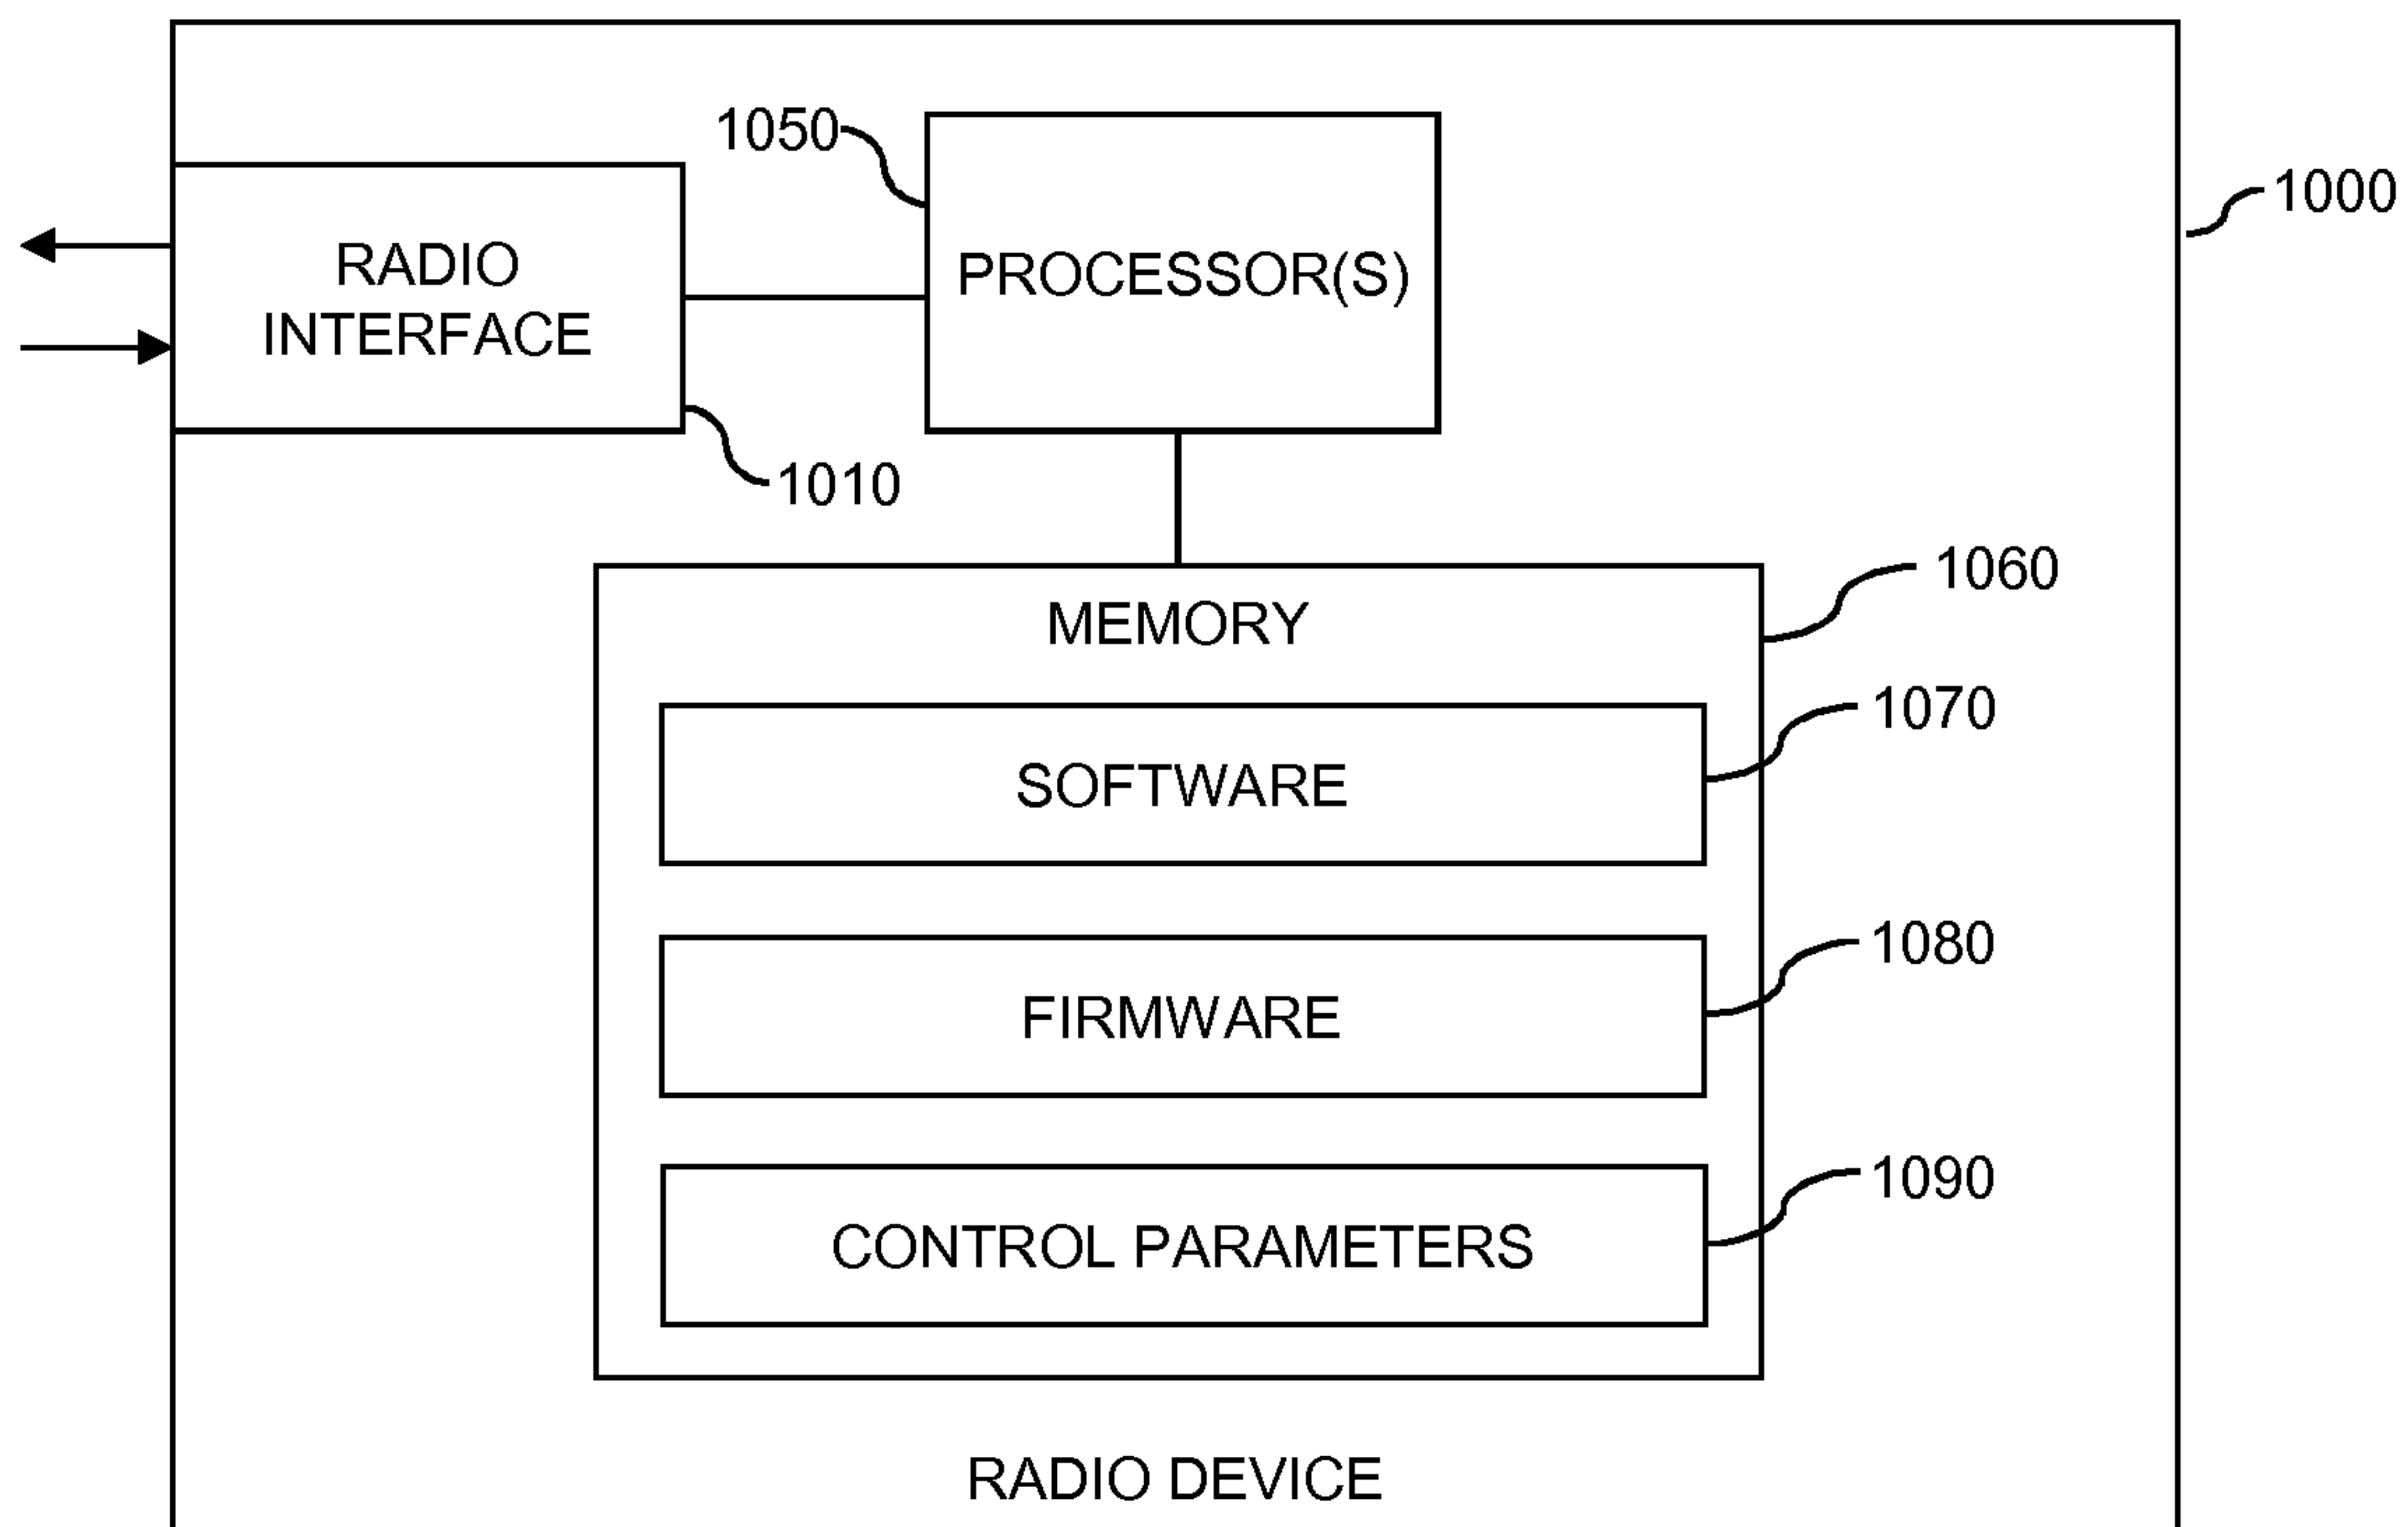 1050
1000
RADIO
INTERFACE
PROCESSOR(S)
1010
1060
MEMORY
1070
SOFTWARE
1080
FIRMWARE
1090
CONTROL PARAMETERS
RADIO DEVICE